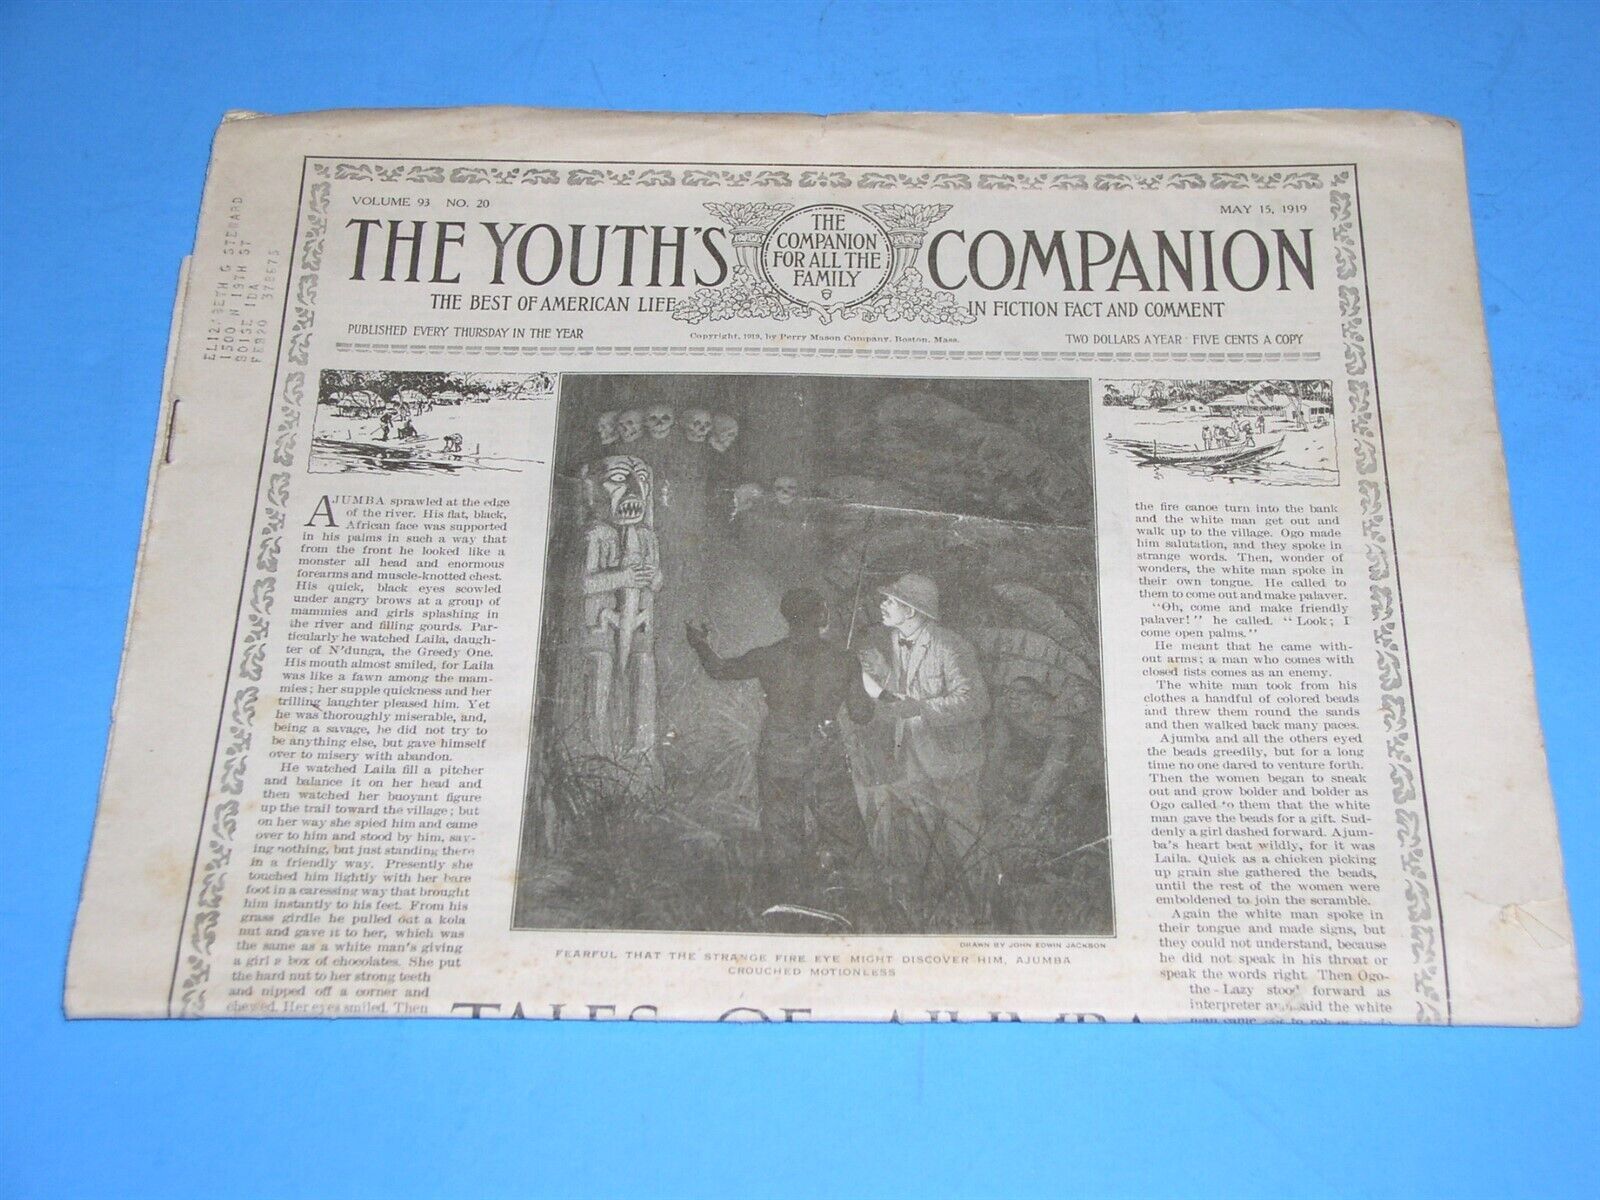 ELIZABETH G STEWARD
1500 N 19TH ST
BOISE IDA
FEB20 378675
VOLUME 93 NO. 20
MAY 15, 1919
THE YOUTH'S COMPANION
THE
COMPANION
FOR ALL THE
FAMILY
THE BEST OF AMERICAN LIFE IN FICTION FACT AND COMMENT
PUBLISHED EVERY THURSDAY IN THE YEAR
Copyright, 1919, by Perry Mason Company, Boston, Mass.
TWO DOLLARS A YEAR · FIVE CENTS A COPY
AJUMBA sprawled at the edge
of the river. His flat, black,
African face was supported
in his palms in such a way that
from the front he looked like a
monster all head and enormous
forearms and muscle-knotted chest.
His quick, black eyes scowled
under angry brows at a group of
mammies and girls splashing in
the river and filling gourds. Par-
ticularly he watched Laila, daugh-
ter of N'dunga, the Greedy One.
His mouth almost smiled, for Laila
was like a fawn among the mam-
mies; her supple quickness and her
trilling laughter pleased him. Yet
he was thoroughly miserable, and,
being a savage, he did not try to
be anything else, but gave himself
over to misery with abandon.
He watched Laila fill a pitcher
and balance it on her head and
then watched her buoyant figure
up the trail toward the village; but
on her way she spied him and came
over to him and stood by him, say-
ing nothing, but just standing there
in a friendly way. Presently she
touched him lightly with her bare
foot in a caressing way that brought
him instantly to his feet. From his
grass girdle he pulled out a kola
nut and gave it to her, which was
the same as a white man's giving
a girl a box of chocolates. She put
the hard nut to her strong teeth
and nipped off a corner and
chewed. Her eyes smiled. Then
DRAWN BY JOHN EDWIN JACKSON
FEARFUL THAT THE STRANGE FIRE EYE MIGHT DISCOVER HIM, AJUMBA
CROUCHED MOTIONLESS
TALES OF AJUMBA
the fire canoe turn into the bank
and the white man get out and
walk up to the village. Ogo made
him salutation, and they spoke in
strange words. Then, wonder of
wonders, the white man spoke in
their own tongue. He called to
them to come out and make palaver.
"Oh, come and make friendly
palaver!" he called. "Look; I
come open palms."
He meant that he came with-
out arms; a man who comes with
closed fists comes as an enemy.
The white man took from his
clothes a handful of colored beads
and threw them round the sands
and then walked back many paces.
Ajumba and all the others eyed
the beads greedily, but for a long
time no one dared to venture forth.
Then the women began to sneak
out and grow bolder and bolder as
Ogo called to them that the white
man gave the beads for a gift. Sud-
denly a girl dashed forward. Ajum-
ba's heart beat wildly, for it was
Laila. Quick as a chicken picking
up grain she gathered the beads,
until the rest of the women were
emboldened to join the scramble.
Again the white man spoke in
their tongue and made signs, but
they could not understand, because
he did not speak in his throat or
speak the words right. Then Ogo-
the-Lazy stood forward as
interpreter and said the white
man came not to rob